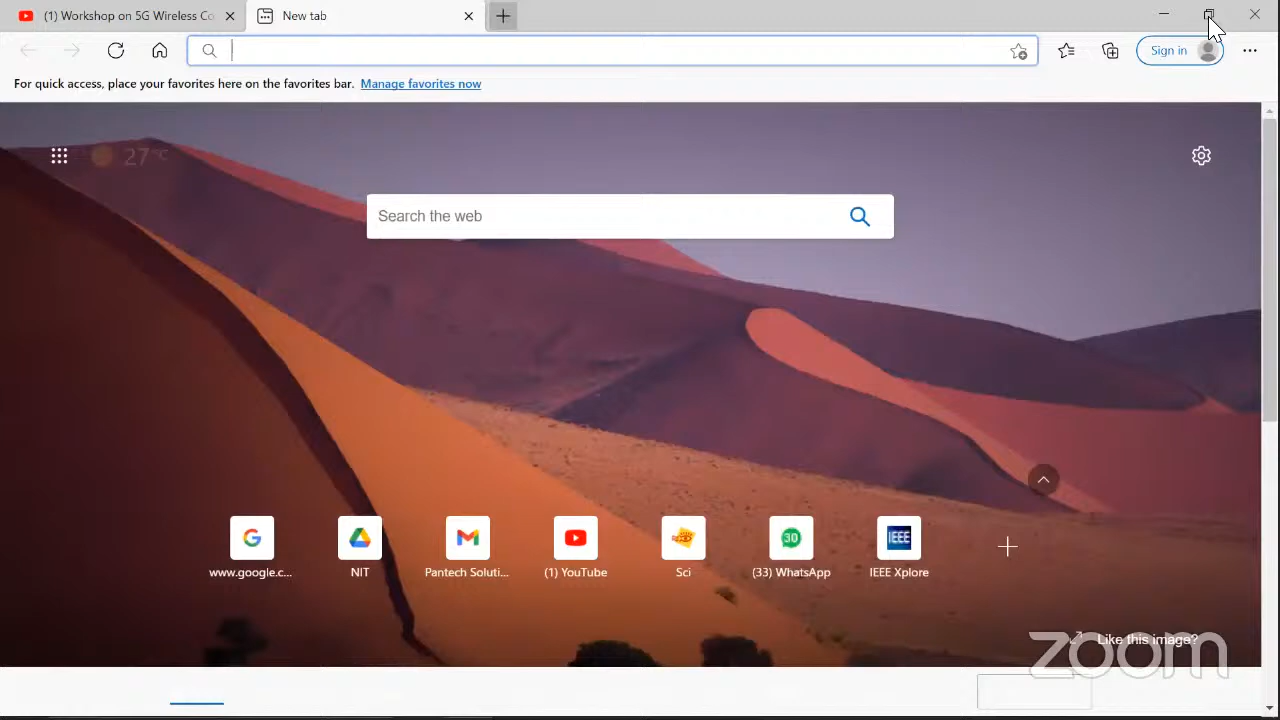 (1) Workshop on 5G Wireless Co
New tab
Sign in
For quick access, place your favorites here on the favorites bar. Manage favorites now
27°C
Search the web
G
30
IEEE
www.google.c...
NIT
Pantech Soluti...
(1) YouTube
Sci
(33) WhatsApp
IEEE Xplore
Like this image?
zoom